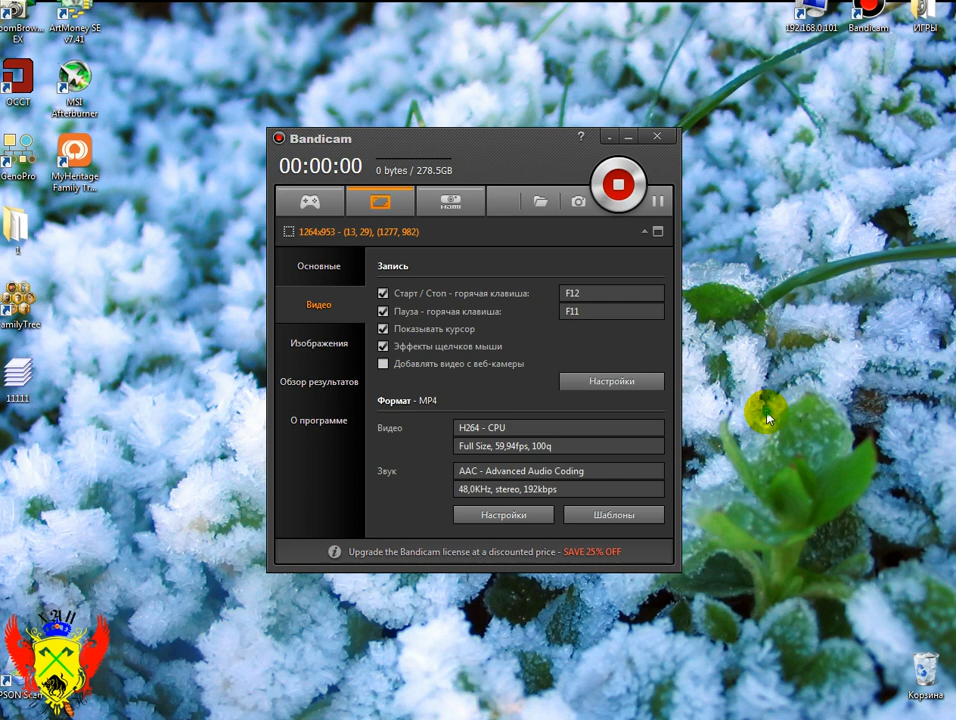 EX
ArtMoney SE
v7.41
192.168.0.101
Bandicam
ИГРЫ
OCCT
MSI
Afterburner
GenoPro
MyHeritage
Family Tr...
1
11111
Bandicam
?
00:00:00
0 bytes / 278.5GB
HDMI
1264x953 - (13, 29), (1277, 982)
Основные
Видео
Изображения
Обзор результатов
О программе
Запись
Старт / Стоп - горячая клавиша:
F12
Пауза - горячая клавиша:
F11
Показывать курсор
Эффекты щелчков мыши
Добавлять видео с веб-камеры
Настройки
Формат - MP4
Видео
H264 - CPU
Full Size, 59,94fps, 100q
Звук
AAC - Advanced Audio Coding
48,0KHz, stereo, 192kbps
Настройки
Шаблоны
Upgrade the Bandicam license at a discounted price - SAVE 25% OFF
Корзина